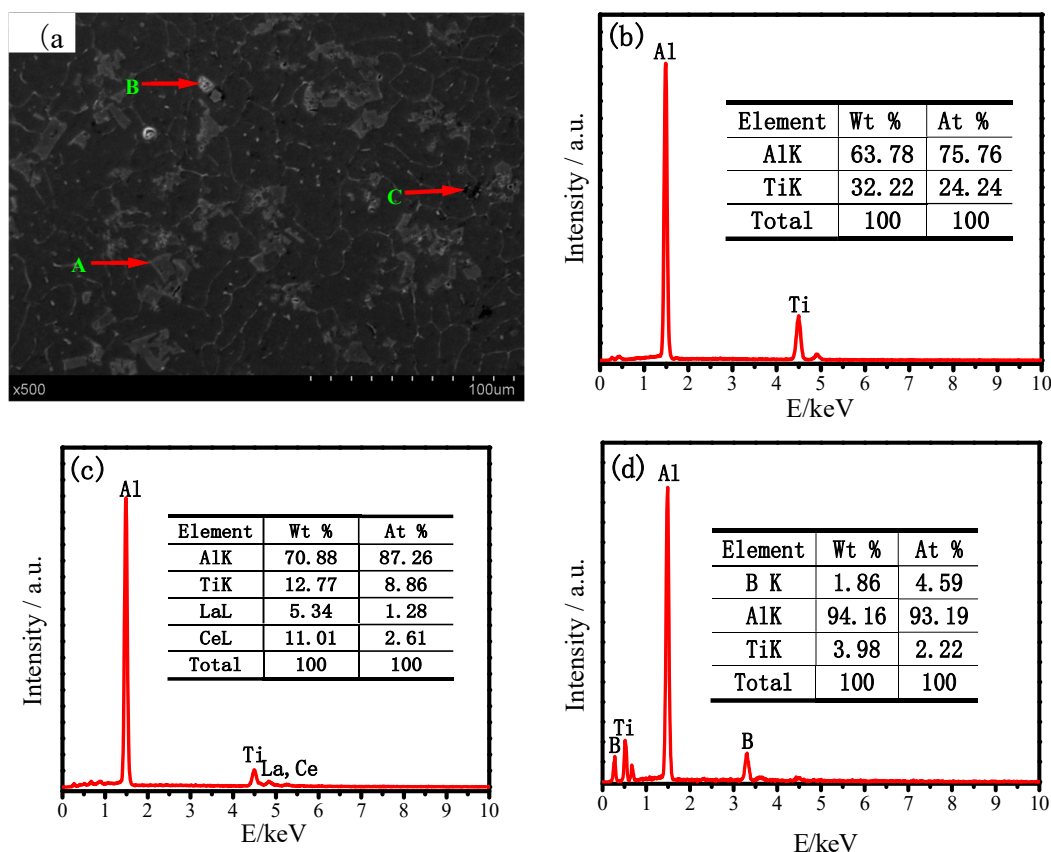 (a
B
C
A
x500
100um
(b)
Al
Element Wt % At %
AlK 63.78 75.76
TiK 32.22 24.24
Total 100 100
Ti
Intensity / a.u.
0 1 2 3 4 5 6 7 8 9 10
E/keV
(c)
Al
Element Wt % At %
AlK 70.88 87.26
TiK 12.77 8.86
LaL 5.34 1.28
CeL 11.01 2.61
Total 100 100
Ti
La, Ce
Intensity / a.u.
0 1 2 3 4 5 6 7 8 9 10
E/keV
(d)
Al
Element Wt % At %
B K 1.86 4.59
AlK 94.16 93.19
TiK 3.98 2.22
Total 100 100
Ti
B
B
Intensity / a.u.
0 1 2 3 4 5 6 7 8 9 10
E/keV